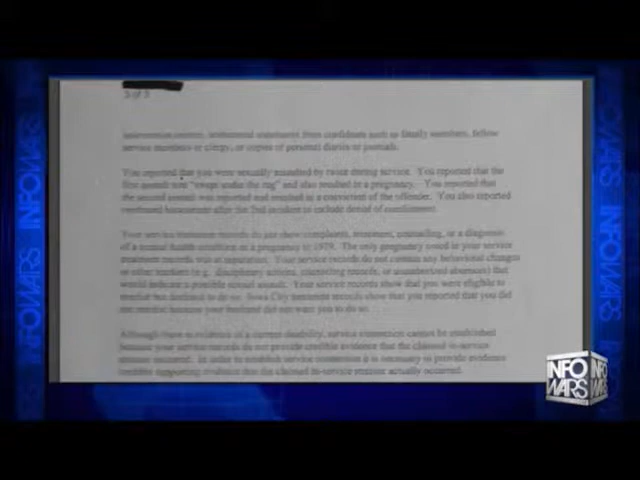 3 of 3
testimonial statements from confidants such as family members, fellow
service members or clergy, or copies of personal diaries or journals.
You reported that you were sexually assaulted by twice during service. You reported that the
first assault was "swept under the rug" and also resulted in a pregnancy. You reported that
the second assault was reported and resulted in a conviction of the offender. You also reported
continued harassment after the 2nd incident to include denial of
Your service treatment records do not show complaints, treatment, counseling, or a diagnosis
of a mental health condition or a pregnancy in 1979. The only pregnancy noted in your service
treatment records was at separation. Your service records do not contain any behavioral changes
or other markers (e.g. disciplinary actions, counseling records, or unauthorized absences) that
would indicate a possible sexual assault. Your service records show that you were eligible to
reenlist but declined to do so. Iowa City treatment records show that you reported that you did
not reenlist because your husband did not want you to do so.
Although there is evidence of a current disability, service connection cannot be established
because your service records do not provide credible evidence that the claimed in-service
stressor occurred. In order to establish service connection it is necessary to provide evidence
credible supporting evidence that the claimed in-service stressor actually occurred.
INFOWARS
INFOWARS
INFOWARS
INFOWARS
INFO
WARS
INFO
WARS